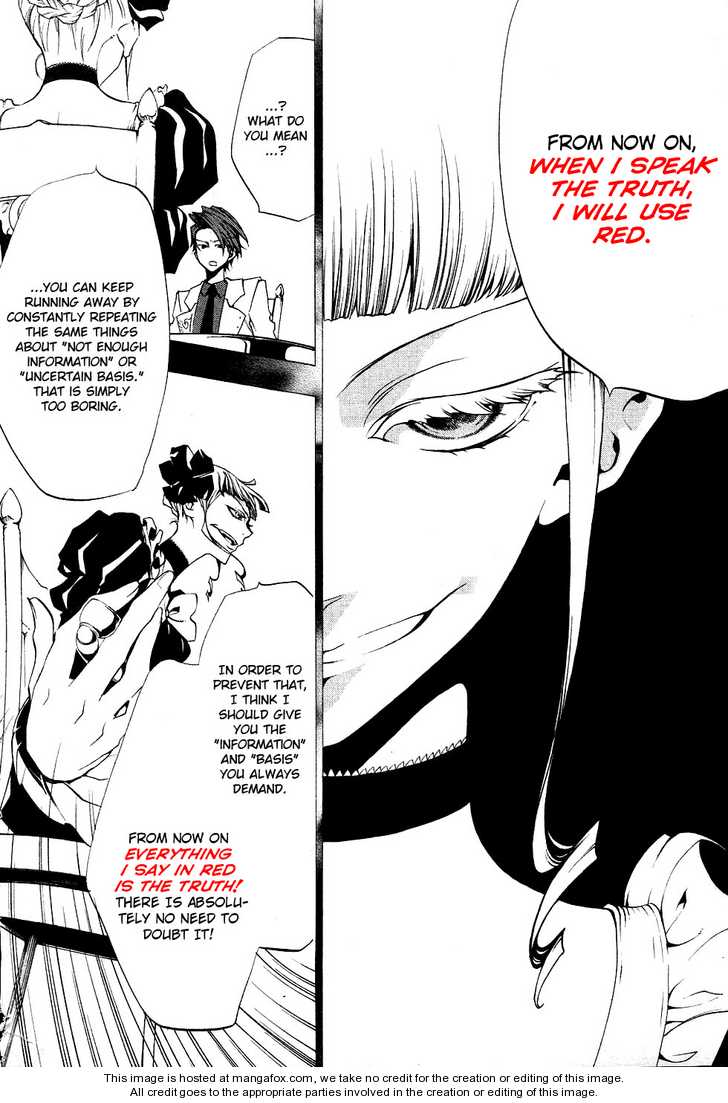 FROM NOW ON,
WHEN I SPEAK
THE TRUTH,
I WILL USE
RED.
...?
WHAT DO
YOU MEAN
...?
...YOU CAN KEEP
RUNNING AWAY BY
CONSTANTLY REPEATING
THE SAME THINGS
ABOUT "NOT ENOUGH
INFORMATION" OR
"UNCERTAIN BASIS."
THAT IS SIMPLY
TOO BORING.
IN ORDER TO
PREVENT THAT,
I THINK I
SHOULD GIVE
YOU THE
"INFORMATION"
AND "BASIS"
YOU ALWAYS
DEMAND.
FROM NOW ON
EVERYTHING
I SAY IN RED
IS THE TRUTH!
THERE IS ABSOLU-
TELY NO NEED TO
DOUBT IT!
This image is hosted at mangafox.com, we take no credit for the creation or editing of this image.
All credit goes to the appropriate parties involved in the creation or editing of this image.